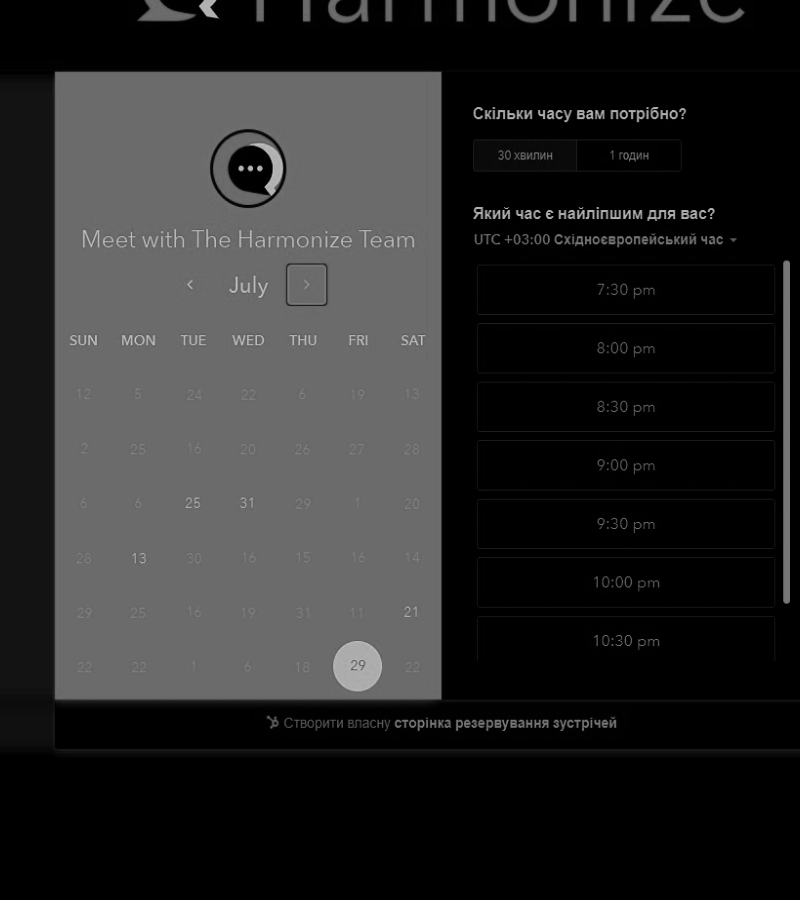 Harmonize
Meet with The Harmonize Team
July
SUN MON TUE WED THU FRI SAT
12 5 24 22 6 19 13
2 25 16 20 26 27 28
6 6 25 31 29 1 20
28 13 30 16 15 16 14
29 25 16 19 31 11 21
22 22 1 6 18 29 22
Скільки часу вам потрібно?
30 хвилин 1 годин
Який час є найліпшим для вас?
UTC +03:00 Східноєвропейський час
7:30 pm
8:00 pm
8:30 pm
9:00 pm
9:30 pm
10:00 pm
10:30 pm
Створити власну сторінка резервування зустрічей